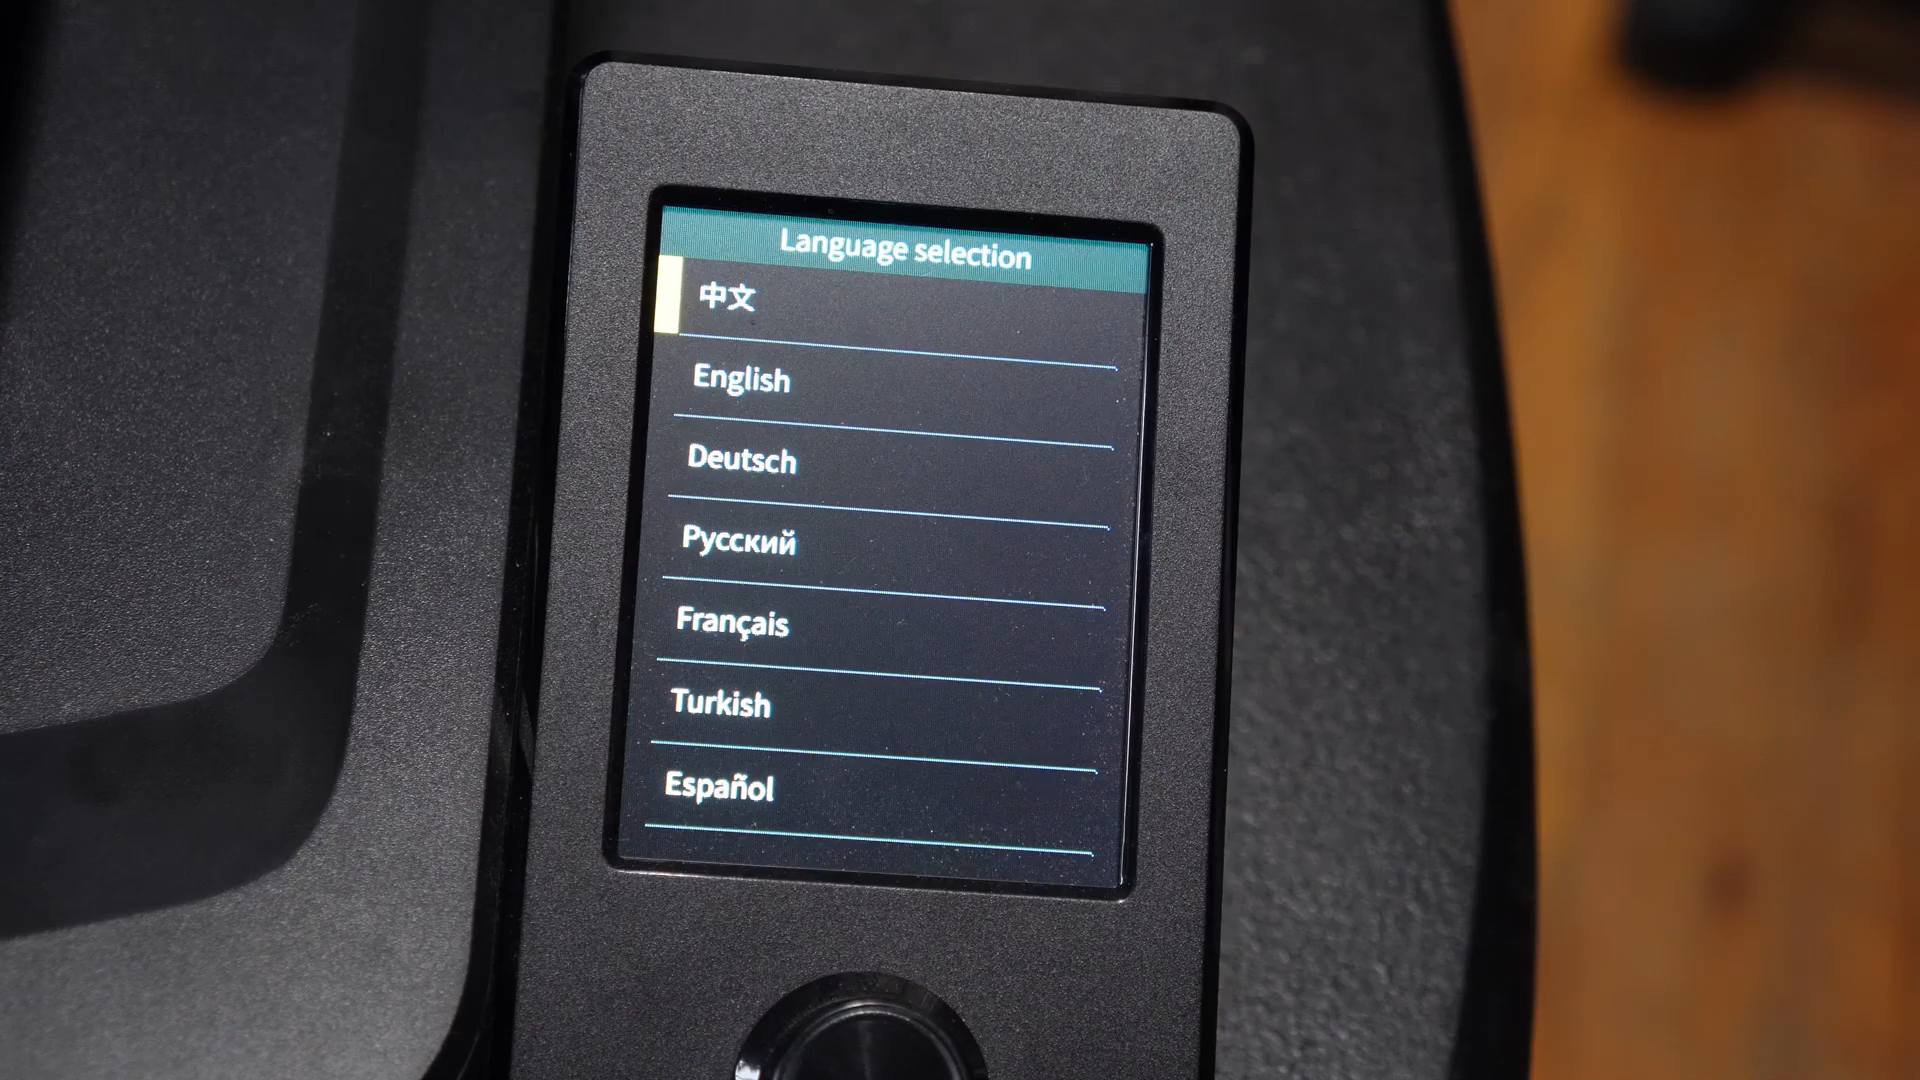 Language selection
中文
English
Deutsch
Русский
Français
Turkish
Español